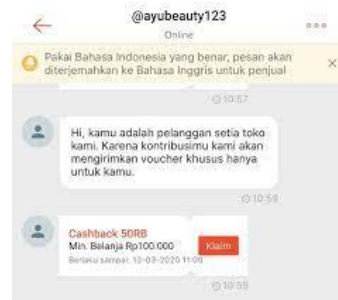 @ayubeauty123
Online
Pakai Bahasa Indonesia yang benar, pesan akan
diterjemahkan ke Bahasa Inggris untuk penjual
10:57
Hi, kamu adalah pelanggan setia toko
kami. Karena kontribusimu kami akan
mengirimkan voucher khusus hanya
untuk kamu.
10:59
Cashback 50RB
Min. Belanja Rp100.000
Klaim
Berlaku sampai: 13-03-2020 11:00
10:59